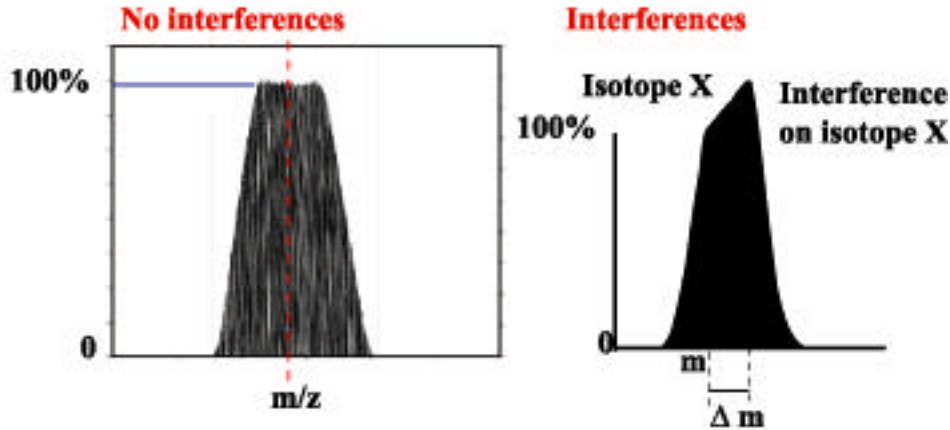 No interferences
100%
0
m/z
Interferences
Isotope X
Interference
on isotope X
100%
0
m
Δ m